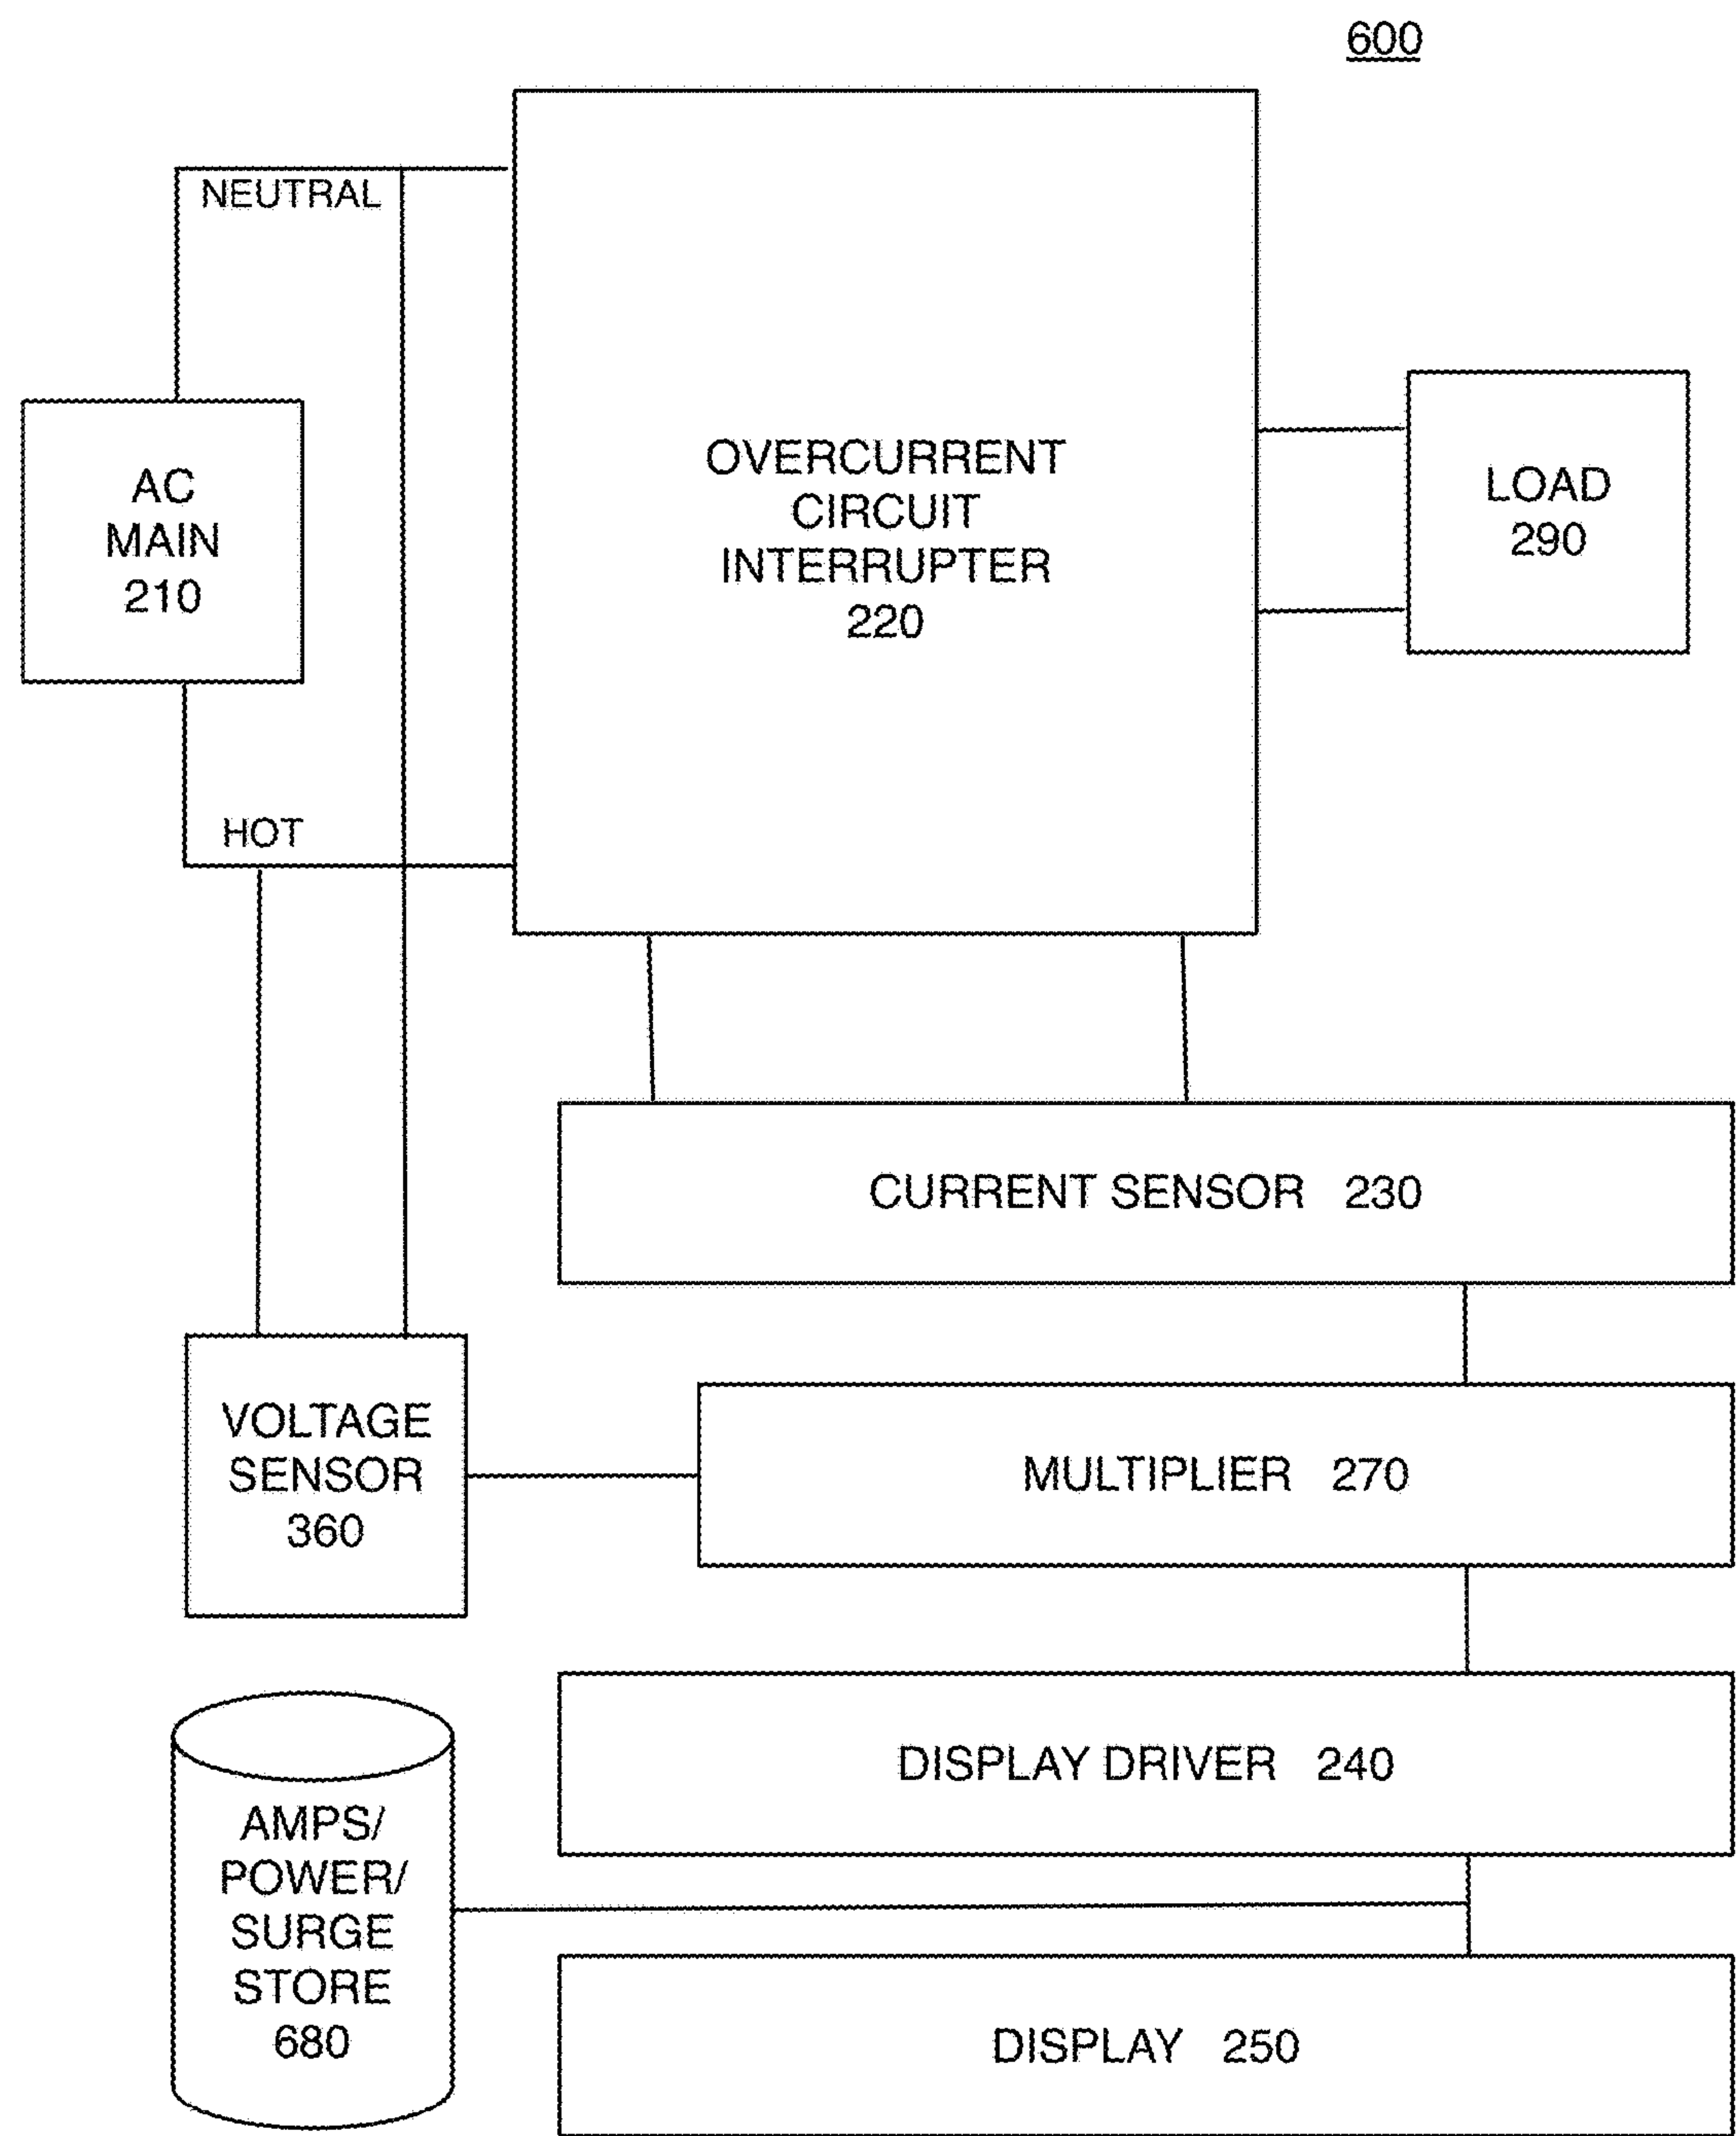 600
NEUTRAL
AC
MAIN
210
OVERCURRENT
CIRCUIT
INTERRUPTER
220
LOAD
290
HOT
CURRENT SENSOR 230
VOLTAGE
SENSOR
360
MULTIPLIER 270
DISPLAY DRIVER 240
AMPS/
POWER/
SURGE
STORE
680
DISPLAY 250